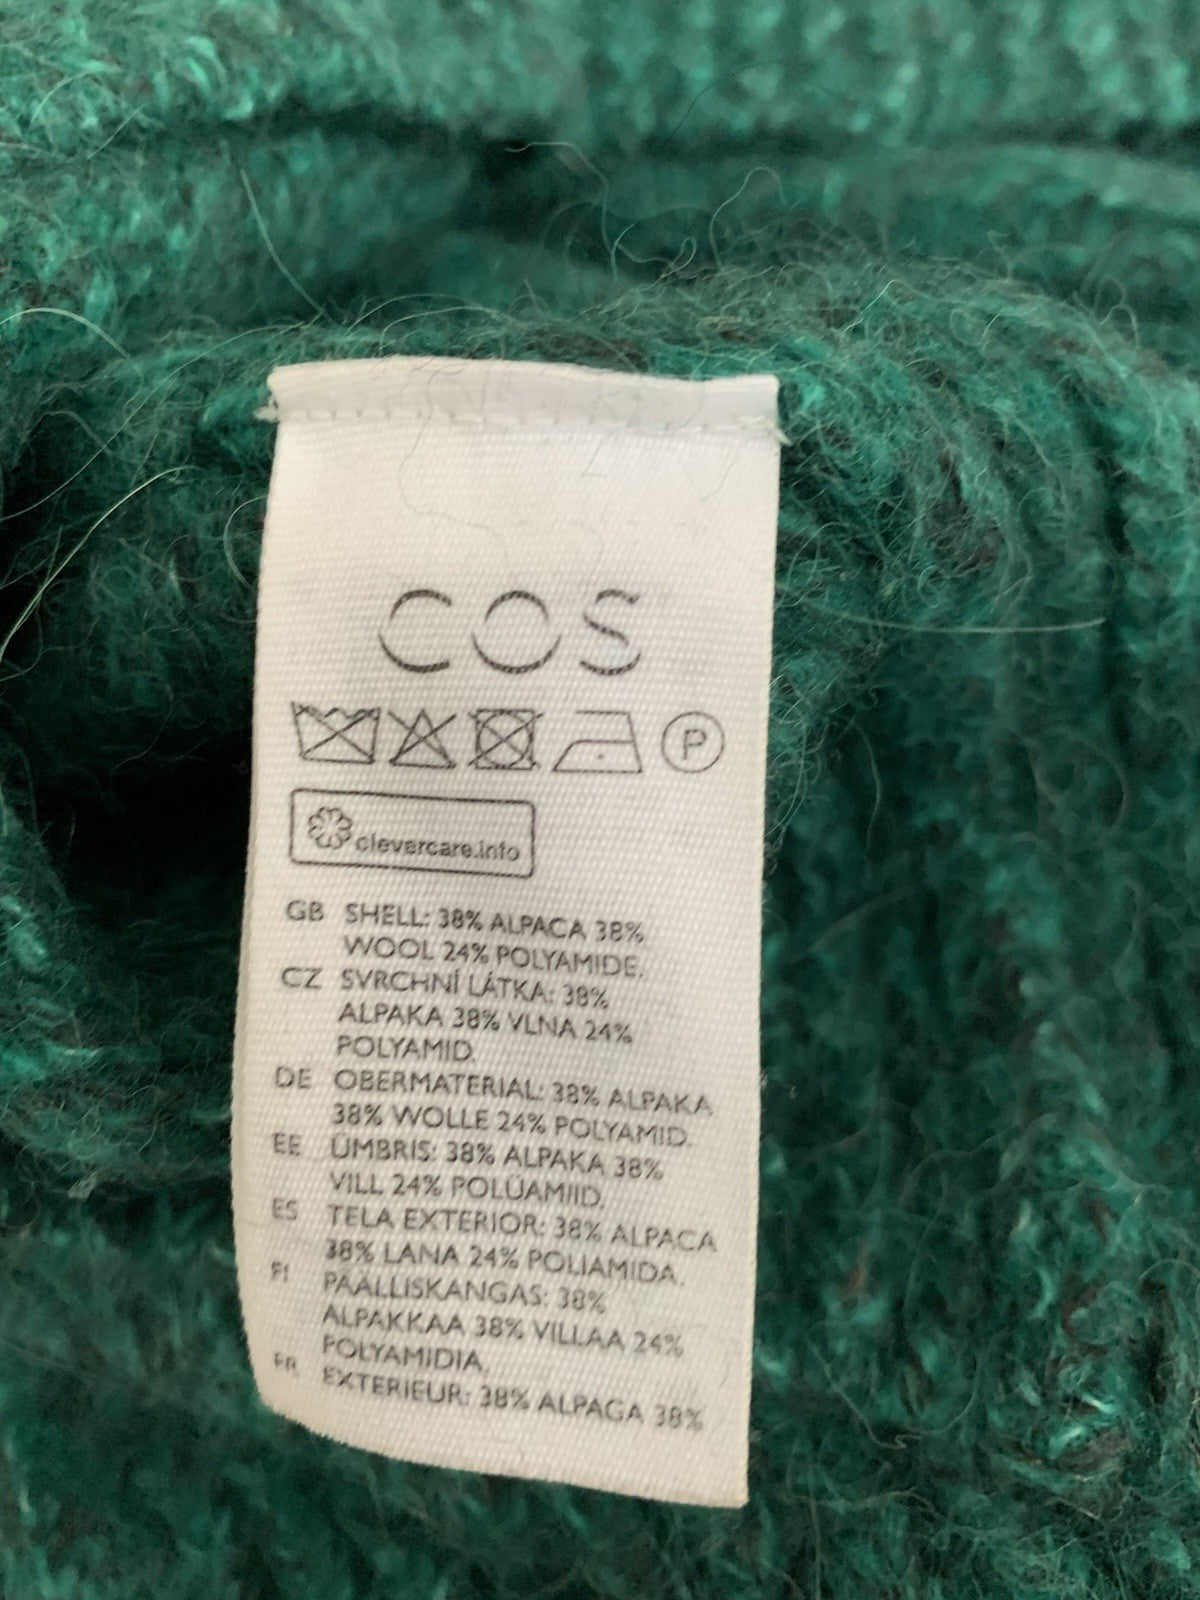 COS
P
clevercare.info
GB SHELL: 38% ALPACA 38%
WOOL 24% POLYAMIDE.
CZ SVRCHNÍ LÁTKA: 38%
ALPAKA 38% VLNA 24%
POLYAMID.
DE OBERMATERIAL: 38% ALPAKA
38% WOLLE 24% POLYAMID.
EE ÜMBRIS: 38% ALPAKA 38%
VILL 24% POLÜAMIID.
ES TELA EXTERIOR: 38% ALPACA
38% LANA 24% POLIAMIDA.
FI PÄÄLLISKANGAS: 38%
ALPAKKAA 38% VILLAA 24%
POLYAMIDIA.
FR EXTERIEUR: 38% ALPAGA 38%